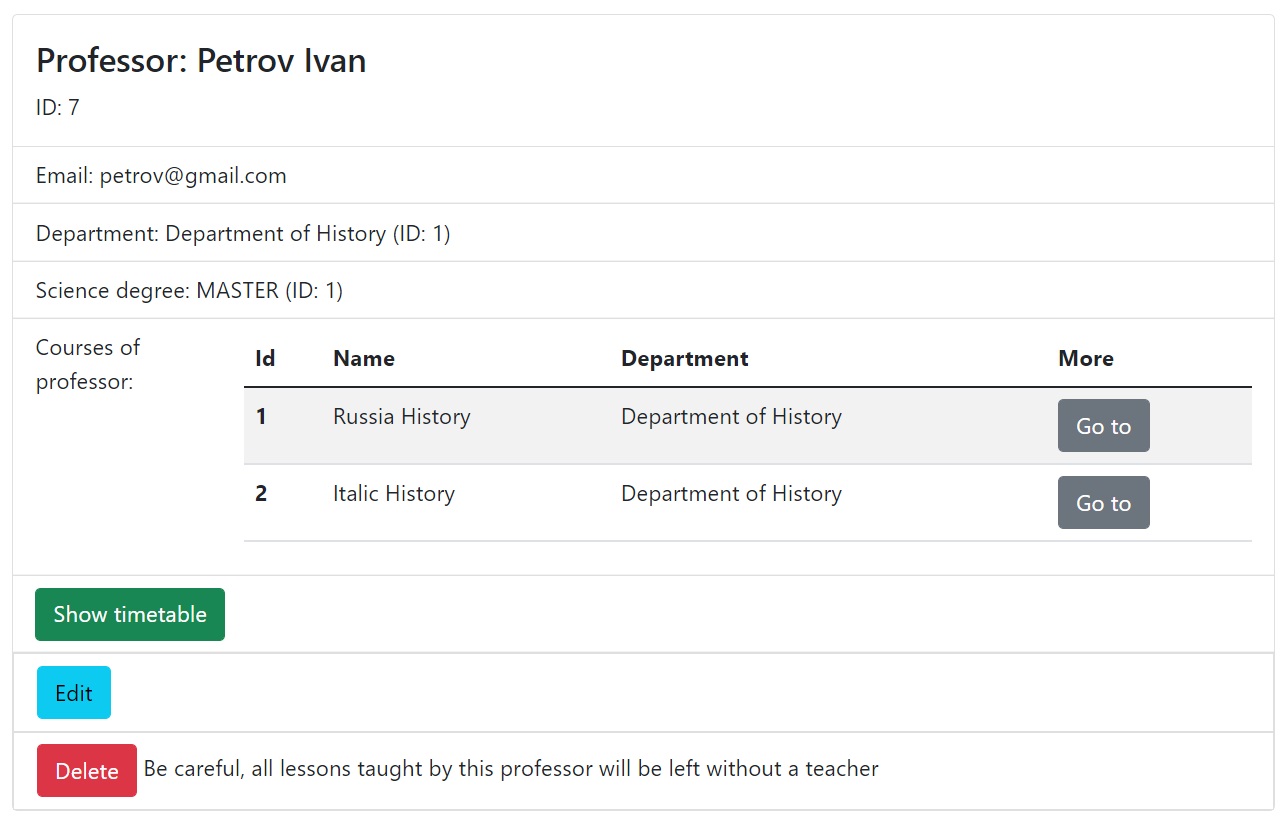 Professor: Petrov Ivan
ID: 7
Email: petrov@gmail.com
Department: Department of History (ID: 1)
Science degree: MASTER (ID: 1)
Courses of
professor:
Id Name Department More
1 Russia History Department of History Go to
2 Italic History Department of History Go to
Show timetable
Edit
Delete Be careful, all lessons taught by this professor will be left without a teacher